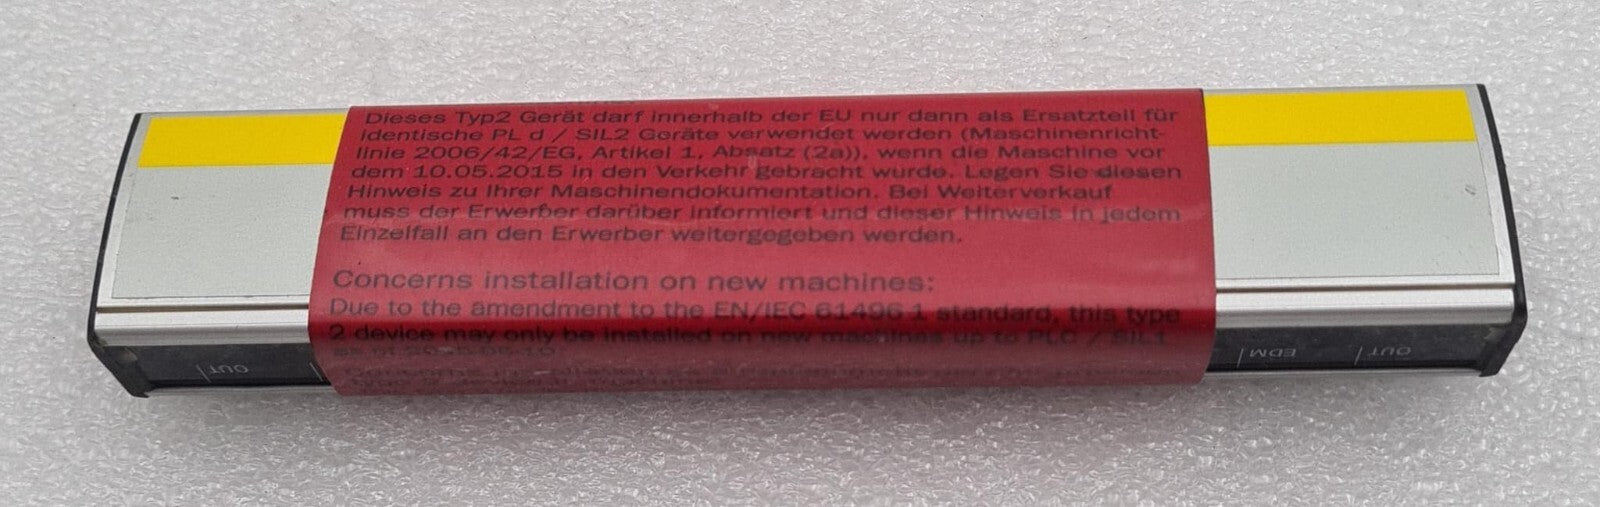 Dieses Typ2 Gerät darf innerhalb der EU nur dann als Ersatzteil für
identische PL d / SIL2 Geräte verwendet werden (Maschinenricht-
linie 2006/42/EG, Artikel 1, Absatz (2a)), wenn die Maschine vor
dem 10.05.2015 in den Verkehr gebracht wurde. Legen Sie diesen
Hinweis zu Ihrer Maschinendokumentation. Bei Weiterverkauf
muss der Erwerber darüber informiert und dieser Hinweis in jedem
Einzelfall an den Erwerber weitergegeben werden.
Concerns installation on new machines:
Due to the amendment to the EN/IEC 61496 1 standard, this type
2 device may only be installed on new machines up to PLC / SIL1
OUT
EDM
OUT